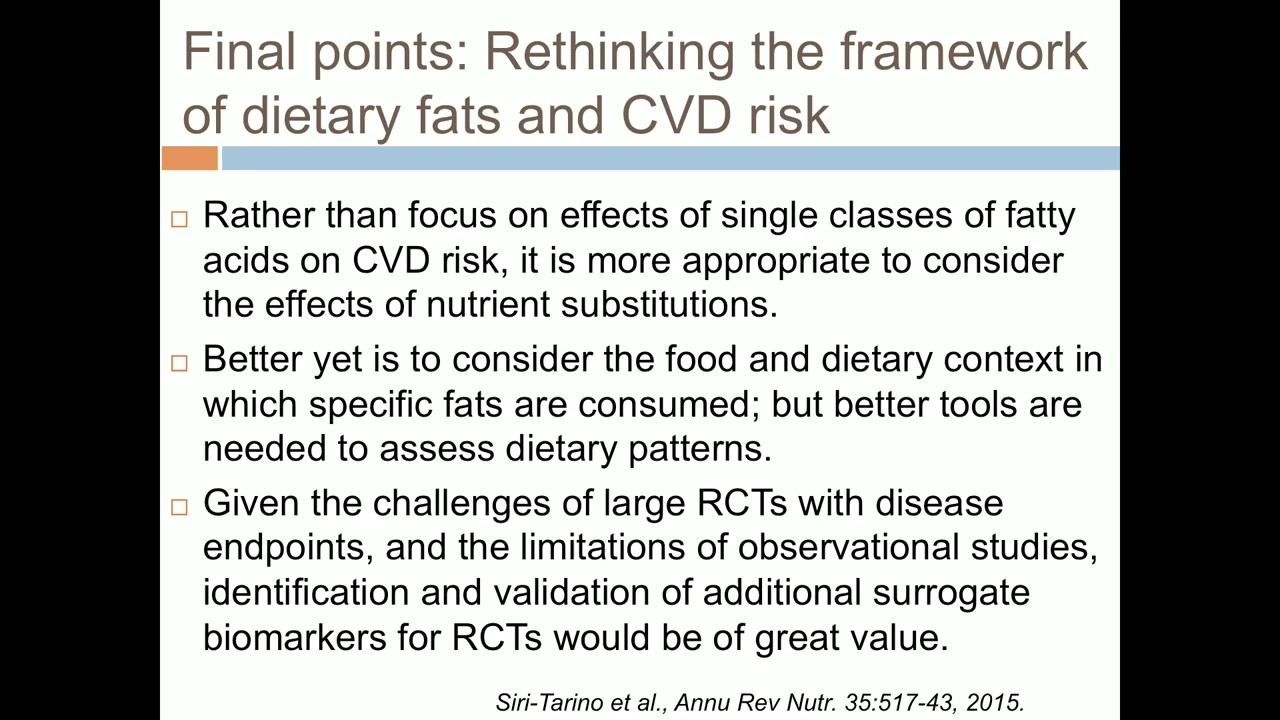 Final points: Rethinking the framework
of dietary fats and CVD risk
Rather than focus on effects of single classes of fatty
acids on CVD risk, it is more appropriate to consider
the effects of nutrient substitutions.
Better yet is to consider the food and dietary context in
which specific fats are consumed; but better tools are
needed to assess dietary patterns.
Given the challenges of large RCTs with disease
endpoints, and the limitations of observational studies,
identification and validation of additional surrogate
biomarkers for RCTs would be of great value.
Siri-Tarino et al., Annu Rev Nutr. 35:517-43, 2015.